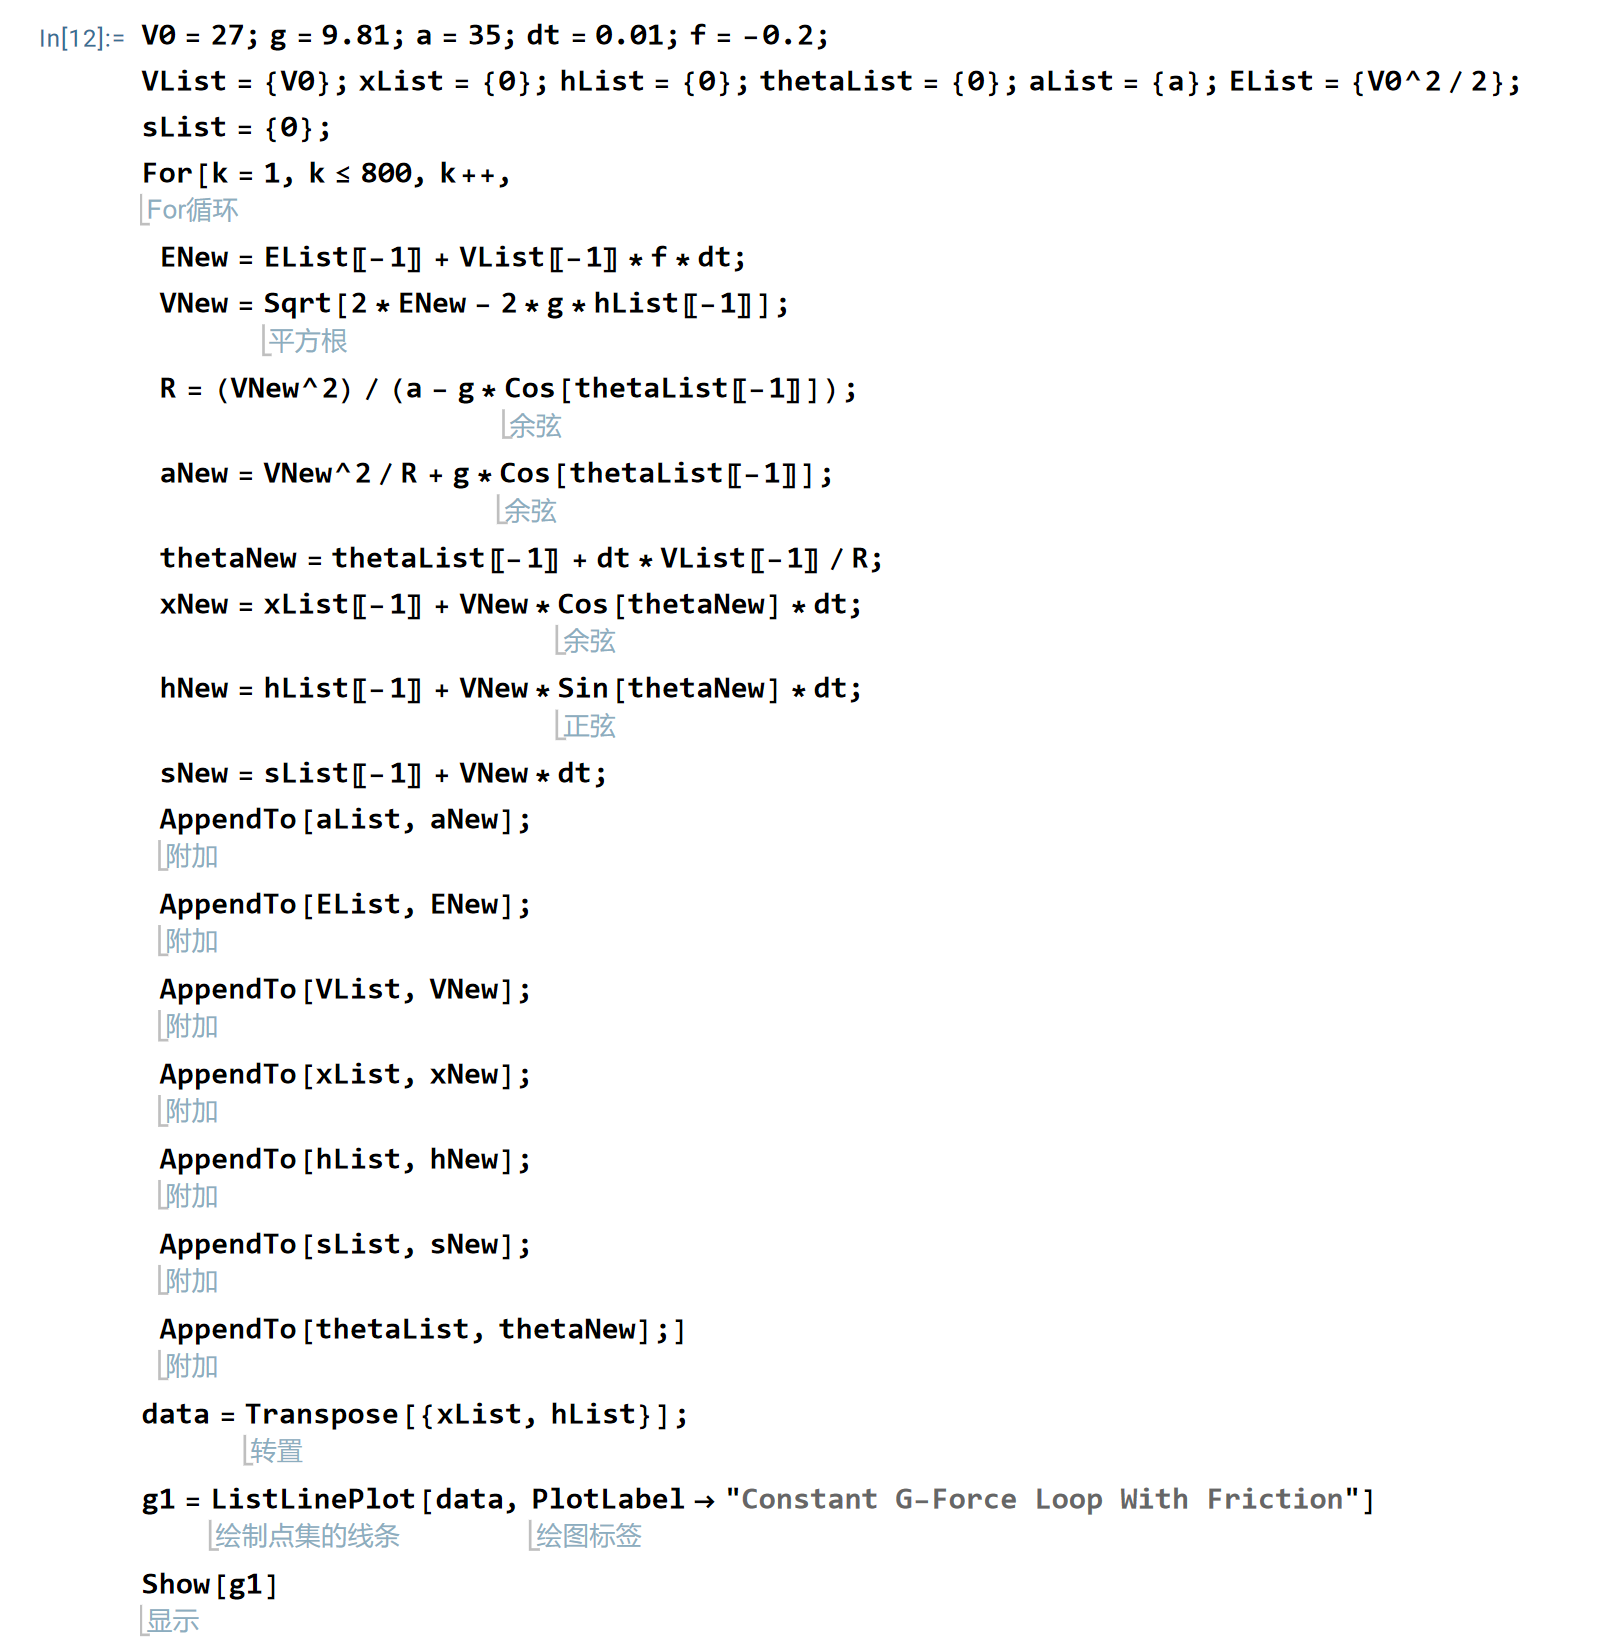 In[12]:= V0 = 27; g = 9.81; a = 35; dt = 0.01; f = -0.2;
VList = {V0}; xList = {0}; hList = {0}; thetaList = {0}; aList = {a}; EList = {V0^2 / 2};
sList = {0};
For[k = 1, k ≤ 800, k++,
For循环
ENew = EList〚-1〛 + VList〚-1〛 * f * dt;
VNew = Sqrt[2 * ENew - 2 * g * hList〚-1〛];
平方根
R = (VNew^2) / (a - g * Cos[thetaList〚-1〛]);
余弦
aNew = VNew^2 / R + g * Cos[thetaList〚-1〛];
余弦
thetaNew = thetaList〚-1〛 + dt * VList〚-1〛 / R;
xNew = xList〚-1〛 + VNew * Cos[thetaNew] * dt;
余弦
hNew = hList〚-1〛 + VNew * Sin[thetaNew] * dt;
正弦
sNew = sList〚-1〛 + VNew * dt;
AppendTo[aList, aNew];
附加
AppendTo[EList, ENew];
附加
AppendTo[VList, VNew];
附加
AppendTo[xList, xNew];
附加
AppendTo[hList, hNew];
附加
AppendTo[sList, sNew];
附加
AppendTo[thetaList, thetaNew];]
附加
data = Transpose[{xList, hList}];
转置
g1 = ListLinePlot[data, PlotLabel → "Constant G-Force Loop With Friction"]
绘制点集的线条 绘图标签
Show[g1]
显示